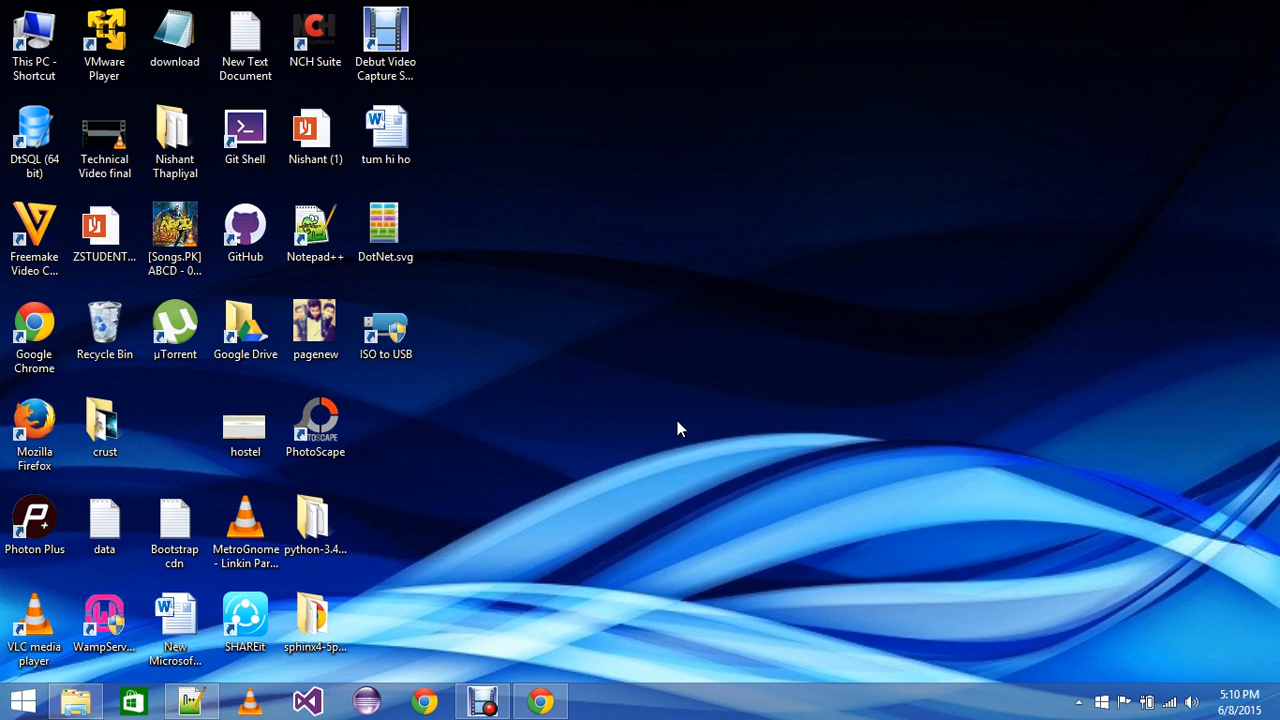 This PC -
Shortcut
VMware
Player
download
New Text
Document
NCH
NCH Suite
Debut Video
Capture S...
DtSQL (64
bit)
Technical
Video final
Nishant
Thapliyal
Git Shell
Nishant (1)
tum hi ho
Freemake
Video C...
ZSTUDENT...
[Songs.PK]
ABCD - 0...
GitHub
Notepad++
DotNet.svg
Google
Chrome
Recycle Bin
µTorrent
Google Drive
pagenew
ISO to USB
Mozilla
Firefox
crust
hostel
PhotoScape
Photon Plus
data
Bootstrap
cdn
MetroGnome
- Linkin Par...
python-3.4...
VLC media
player
WampServ...
New
Microsof...
SHAREit
sphinx4-5p...
5:10 PM
6/8/2015